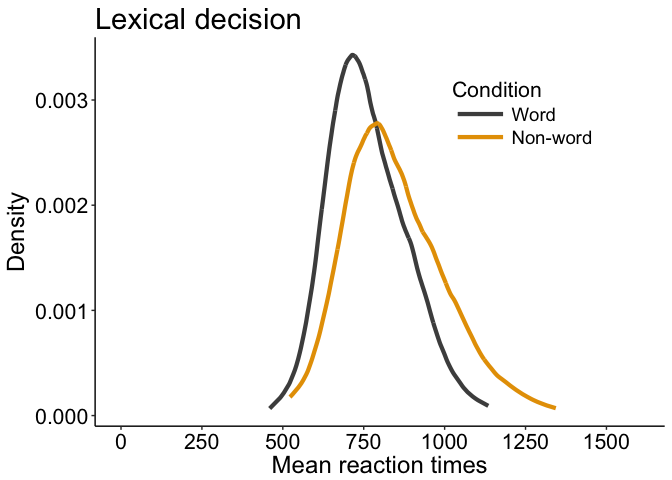 Lexical decision
Condition
Word
Non-word
Density
0.003
0.002
0.001
0.000
0 250 500 750 1000 1250 1500
Mean reaction times